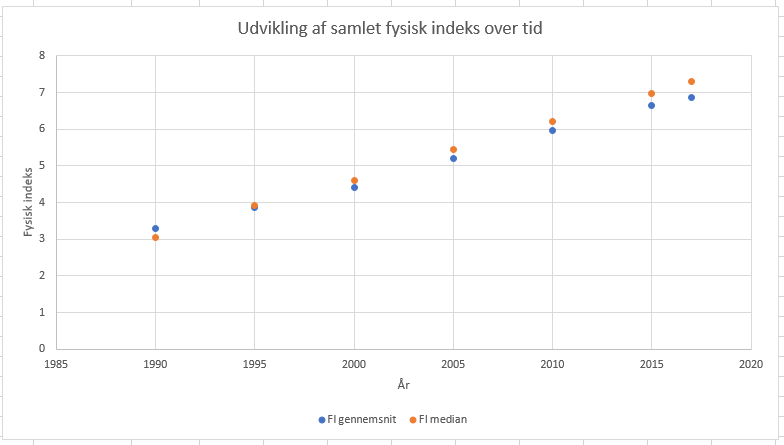 Udvikling af samlet fysisk indeks over tid
8
7
6
5
4
3
2
1
0
Fysisk indeks
1985 1990 1995 2000 2005 2010 2015 2020
År
FI gennemsnit FI median